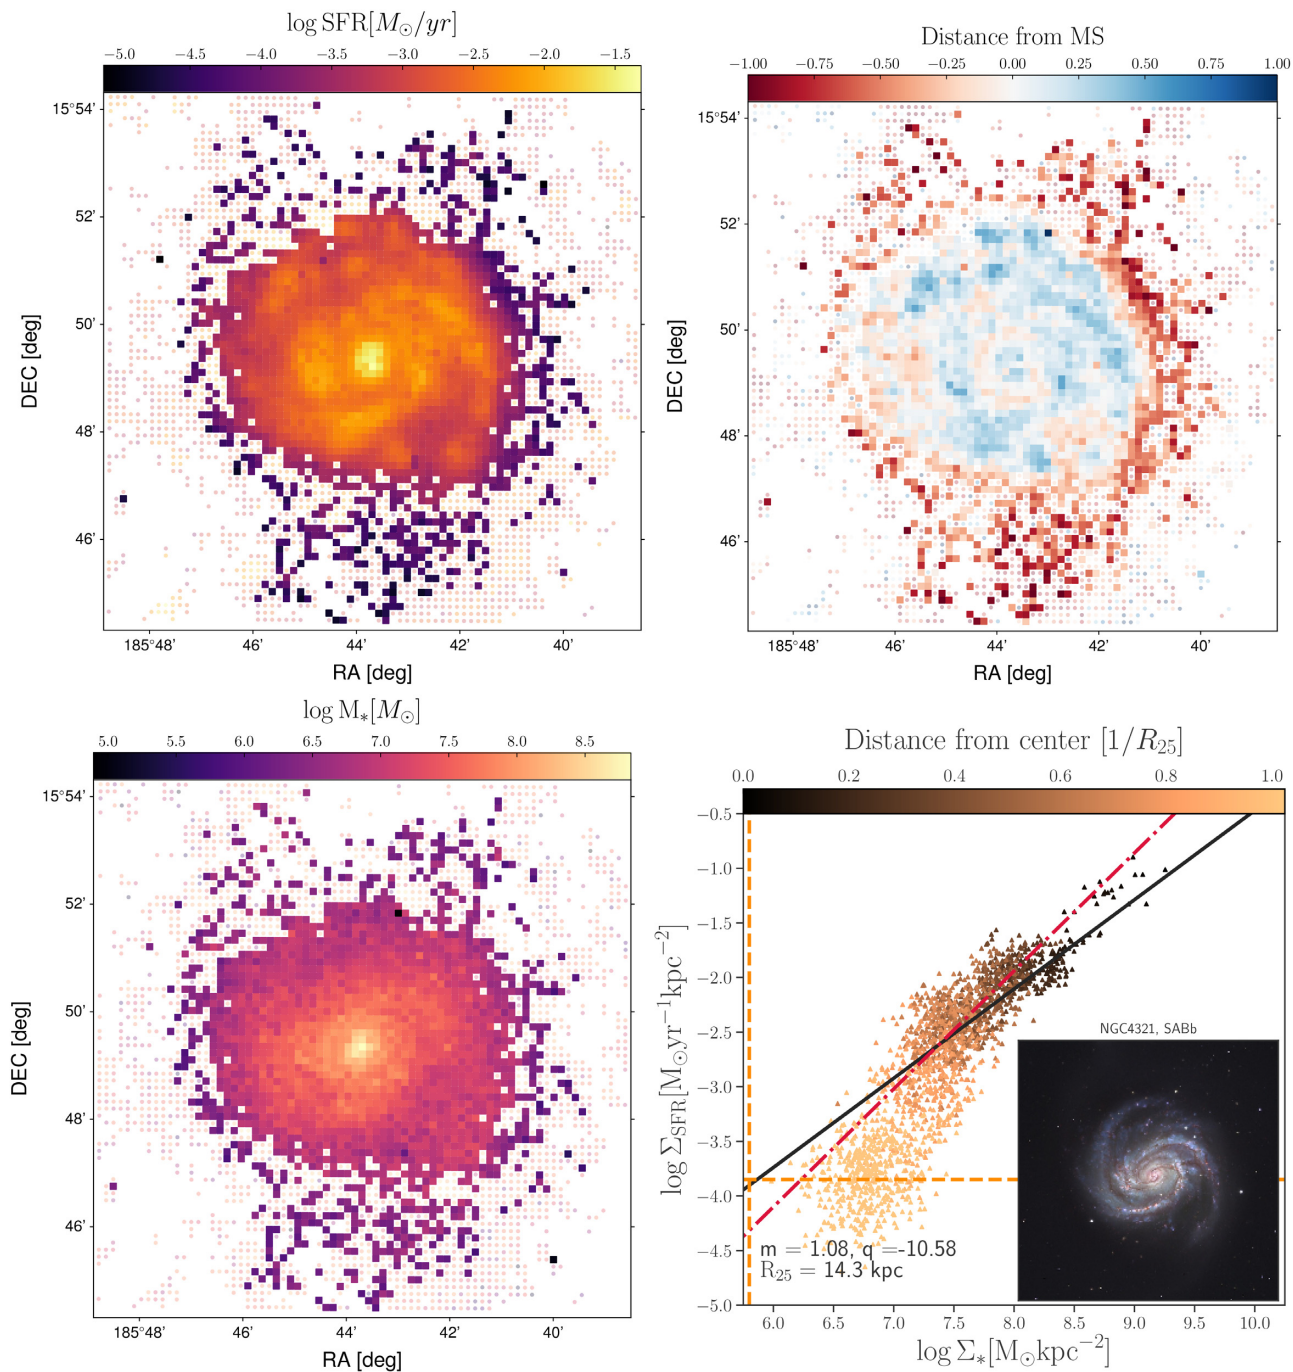 log SFR[M⊙/yr]
−5.0 −4.5 −4.0 −3.5 −3.0 −2.5 −2.0 −1.5
15°54'
52'
50'
48'
46'
DEC [deg]
185°48' 46' 44' 42' 40'
RA [deg]
Distance from MS
−1.00 −0.75 −0.50 −0.25 0.00 0.25 0.50 0.75 1.00
15°54'
52'
50'
48'
46'
DEC [deg]
185°48' 46' 44' 42' 40'
RA [deg]
log M∗[M⊙]
5.0 5.5 6.0 6.5 7.0 7.5 8.0 8.5
15°54'
52'
50'
48'
46'
DEC [deg]
185°48' 46' 44' 42' 40'
RA [deg]
Distance from center [1/R25]
0.0 0.2 0.4 0.6 0.8 1.0
−0.5
−1.0
−1.5
−2.0
−2.5
−3.0
−3.5
−4.0
−4.5
−5.0
log ΣSFR[M⊙yr−1kpc−2]
NGC4321, SABb
m = 1.08, q =-10.58
R25 = 14.3 kpc
6.0 6.5 7.0 7.5 8.0 8.5 9.0 9.5 10.0
log Σ∗[M⊙kpc−2]